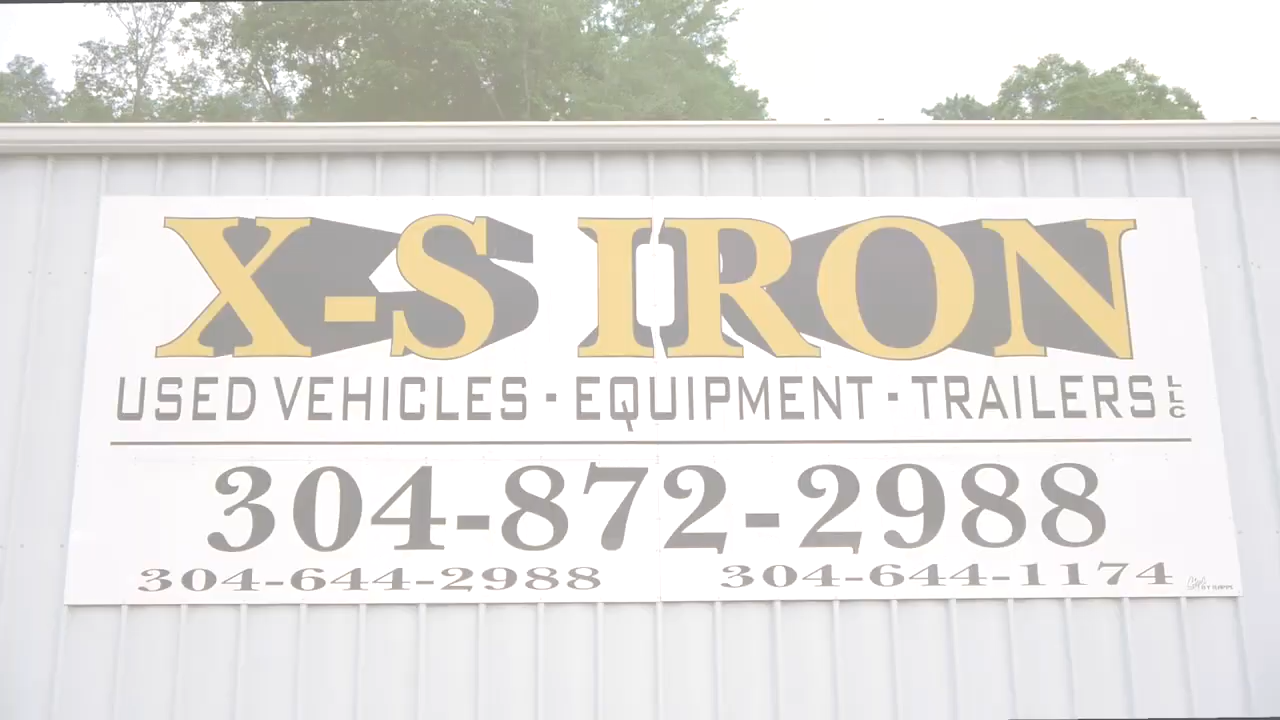 X-S IRON
USED VEHICLES - EQUIPMENT - TRAILERS LLC
304-872-2988
304-644-2988 304-644-1174